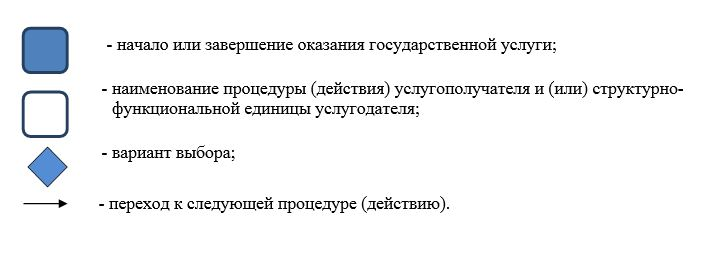 - начало или завершение оказания государственной услуги;
- наименование процедуры (действия) услугополучателя и (или) структурно-
функциональной единицы услугодателя;
- вариант выбора;
- переход к следующей процедуре (действию).